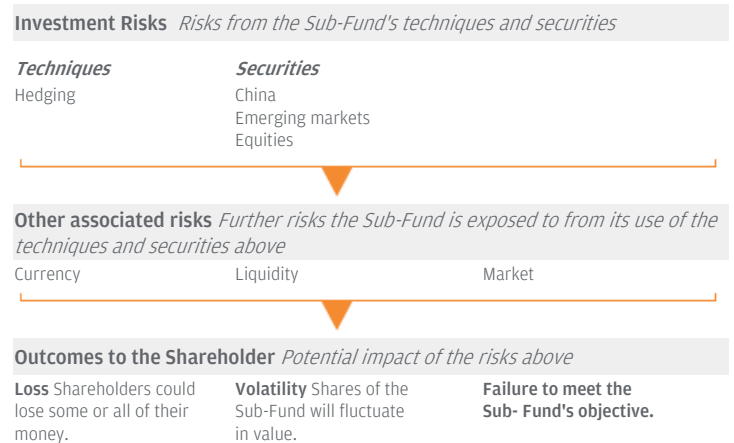 Investment Risks Risks from the Sub-Fund's techniques and securities
Techniques
Hedging
Securities
China
Emerging markets
Equities
Other associated risks Further risks the Sub-Fund is exposed to from its use of the
techniques and securities above
Currency
Liquidity
Market
Outcomes to the Shareholder Potential impact of the risks above
Loss Shareholders could
lose some or all of their
money.
Volatility Shares of the
Sub-Fund will fluctuate
in value.
Failure to meet the
Sub- Fund's objective.